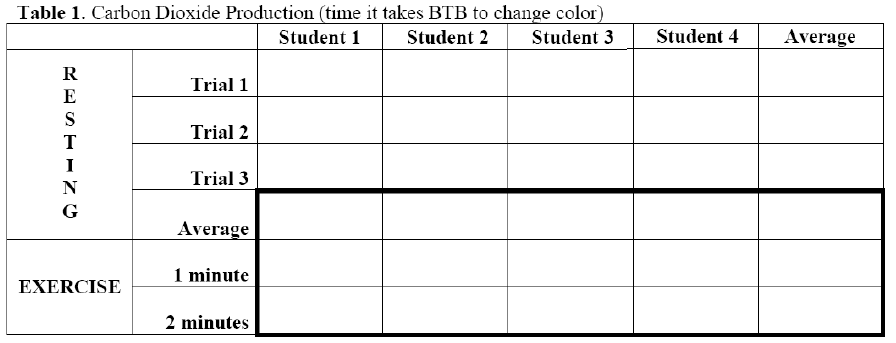 Table 1. Carbon Dioxide Production (time it takes BTB to change color)
Student 1 Student 2 Student 3 Student 4 Average
RESTING
Trial 1
Trial 2
Trial 3
Average
EXERCISE
1 minute
2 minutes